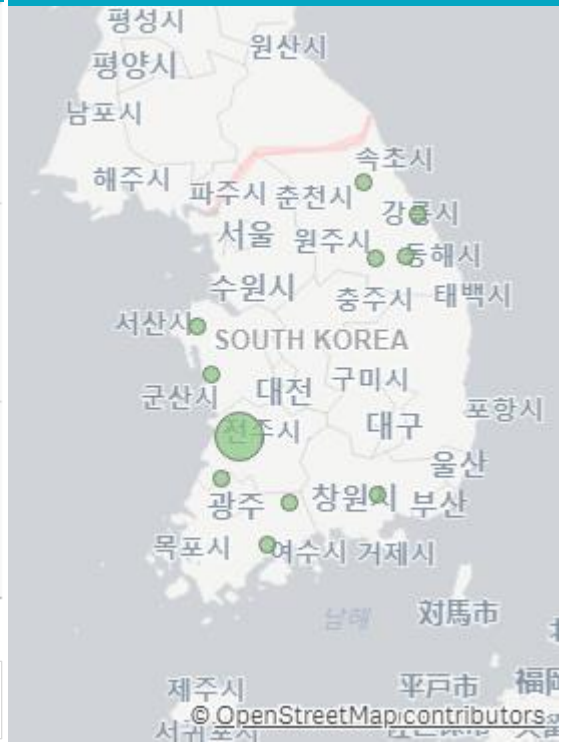 평성시
원산시
평양시
남포시
속초시
해주시
파주시 춘천시
강릉시
서울 원주시
동해시
수원시
충주시 태백시
서산시
SOUTH KOREA
대전 구미시
군산시
포항시
전주시
대구
울산
광주 창원시 부산
목포시 여수시 거제시
남해
対馬市
제주시
平戸市 福岡
© OpenStreetMap contributors
서귀포시